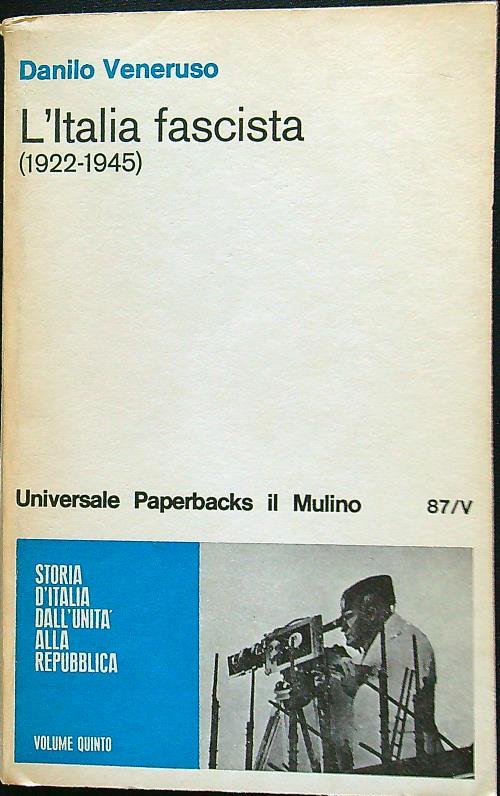 Danilo Veneruso
L'Italia fascista
(1922-1945)
Universale Paperbacks il Mulino 87/V
STORIA
D'ITALIA
DALL'UNITA'
ALLA
REPUBBLICA
VOLUME QUINTO